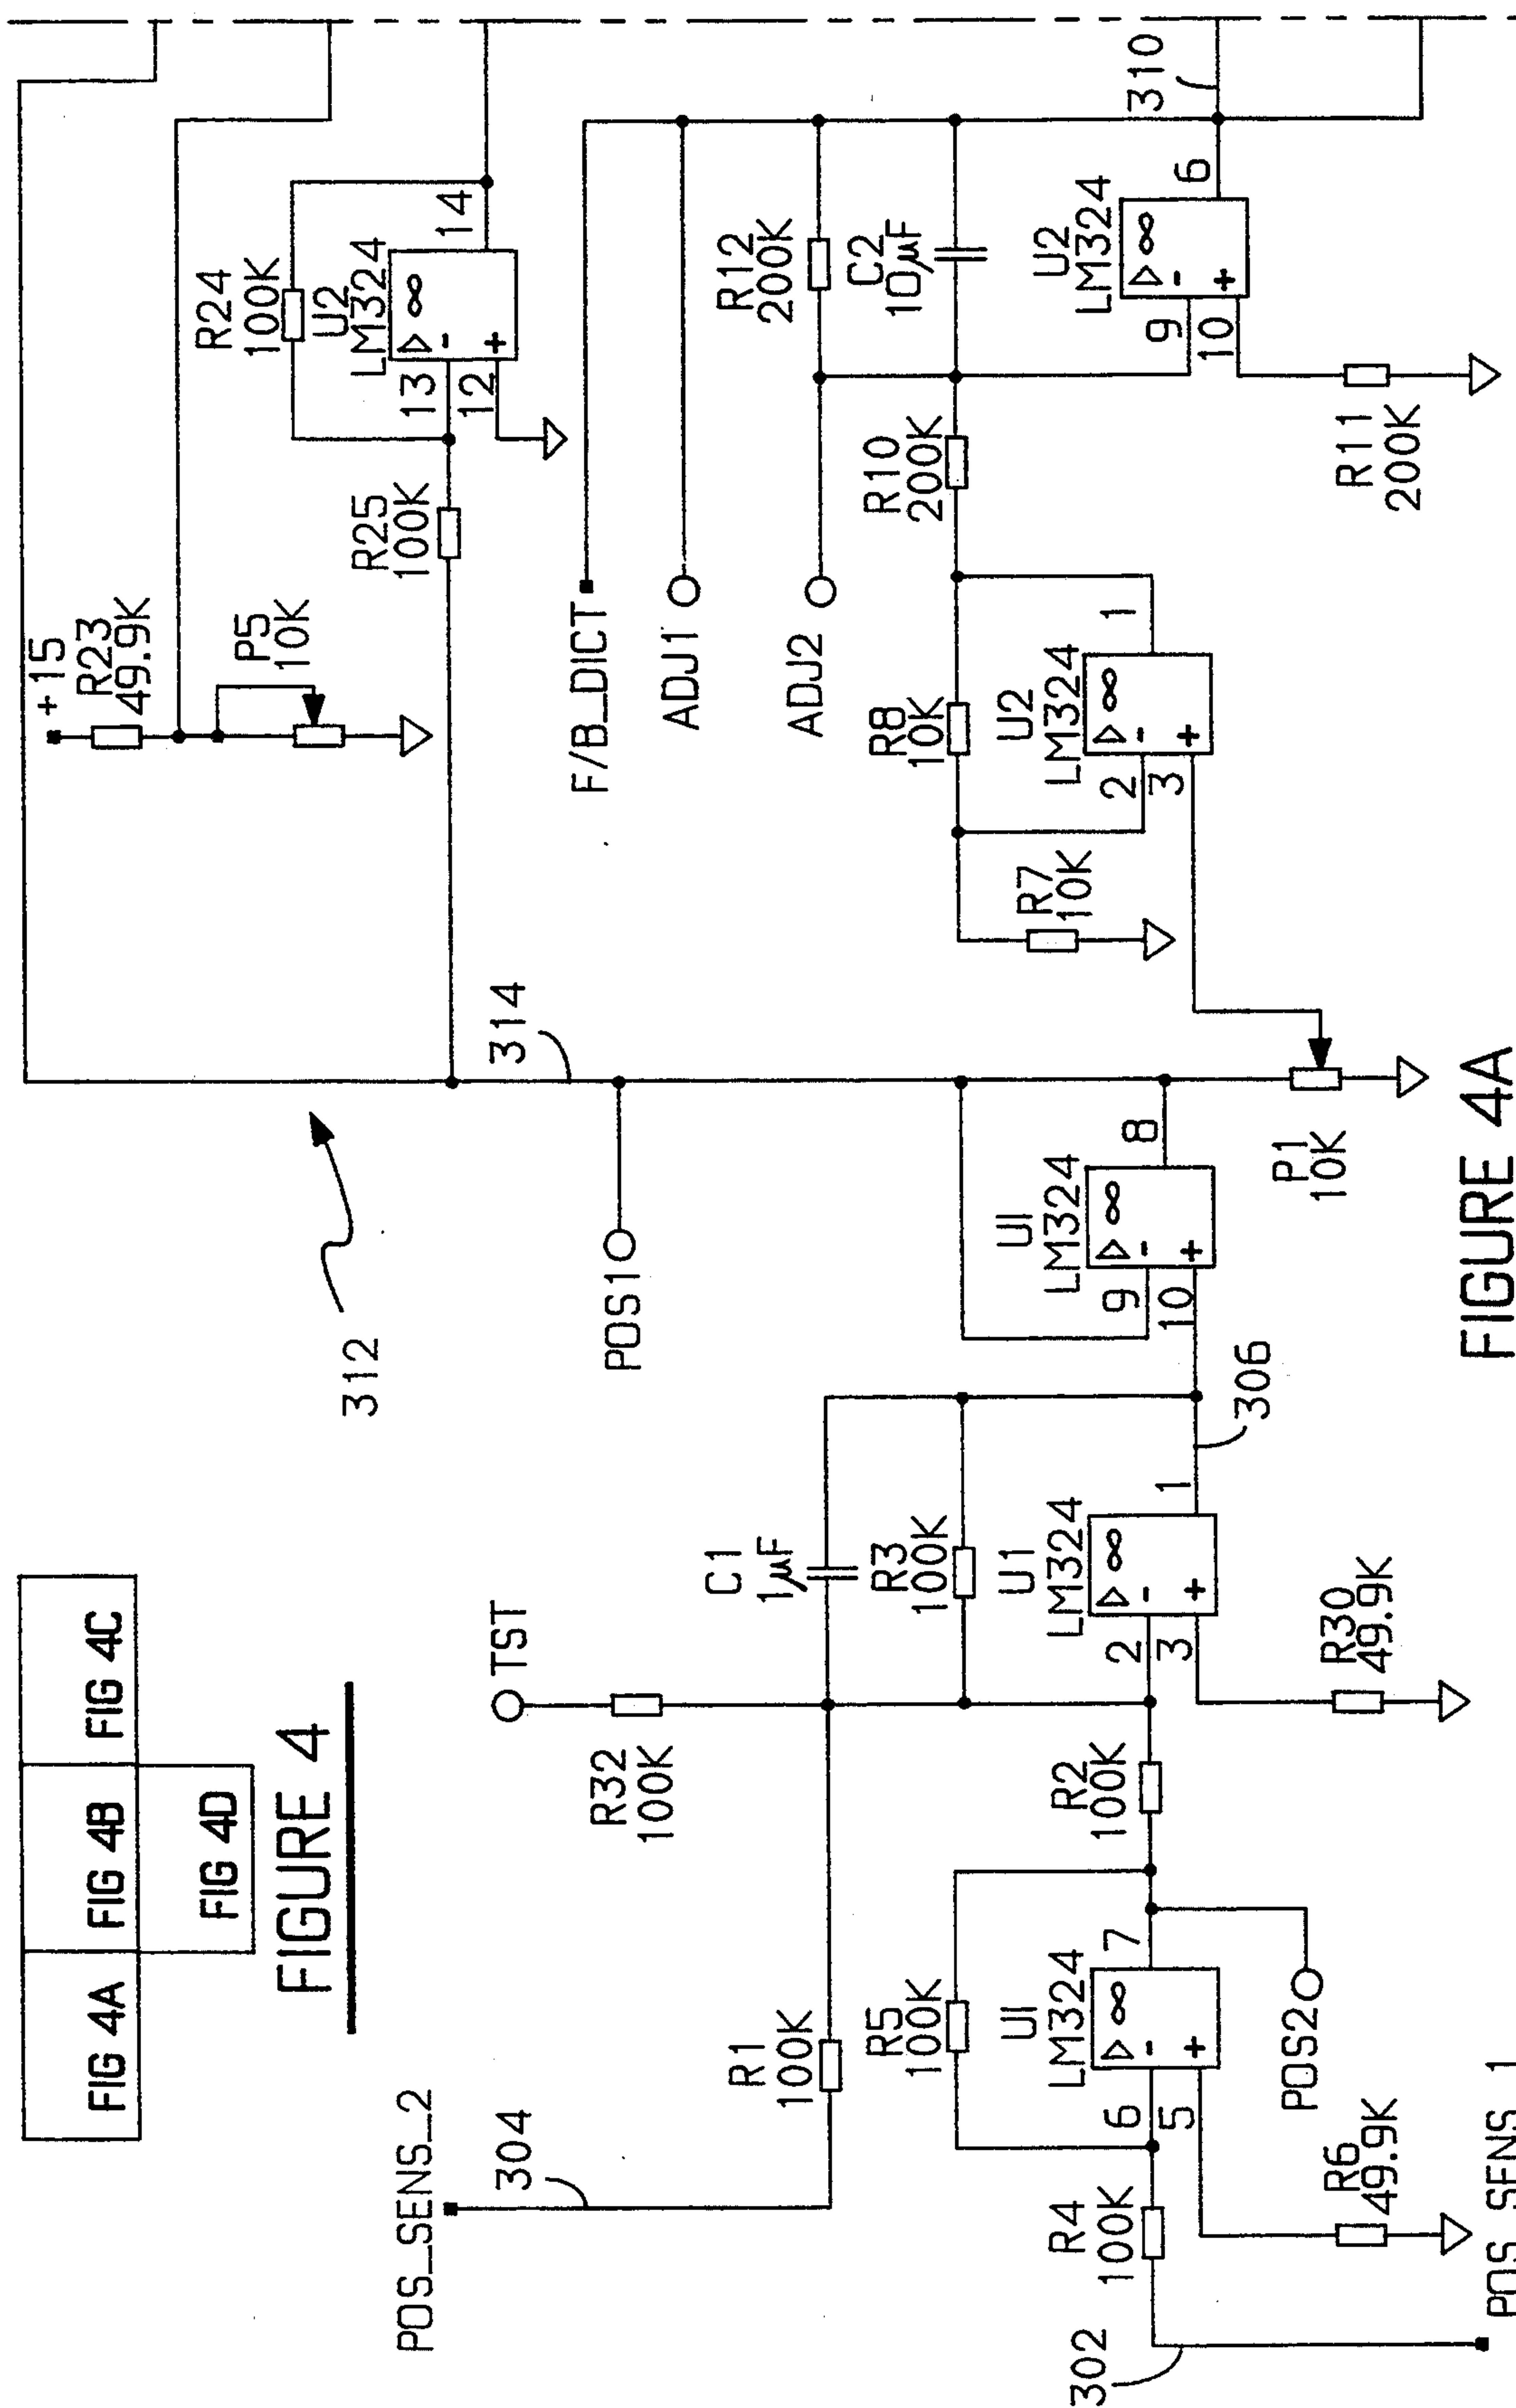 FIG 4A
FIG 4B
FIG 4C
FIG 4D
FIGURE 4
POS_SENS_2
304
R1
100K
R32
100K
TST
C1
1µF
R3
100K
U1
LM324
2
3
1
R30
49.9K
306
R2
100K
R5
100K
U1
LM324
6
5
7
POS2
R4
100K
R6
49.9K
302
POS_SENS_1
312
POS1
314
U1
LM324
9
10
8
P1
10K
+15
R23
49.9K
P5
10K
R25
100K
R24
100K
U2
LM324
13
12
14
F/B_DICT
ADJ1
ADJ2
R12
200K
C2
10µF
R10
200K
R8
10K
R7
10K
U2
LM324
2
3
1
U2
LM324
9
10
6
310
R11
200K
FIGURE 4A